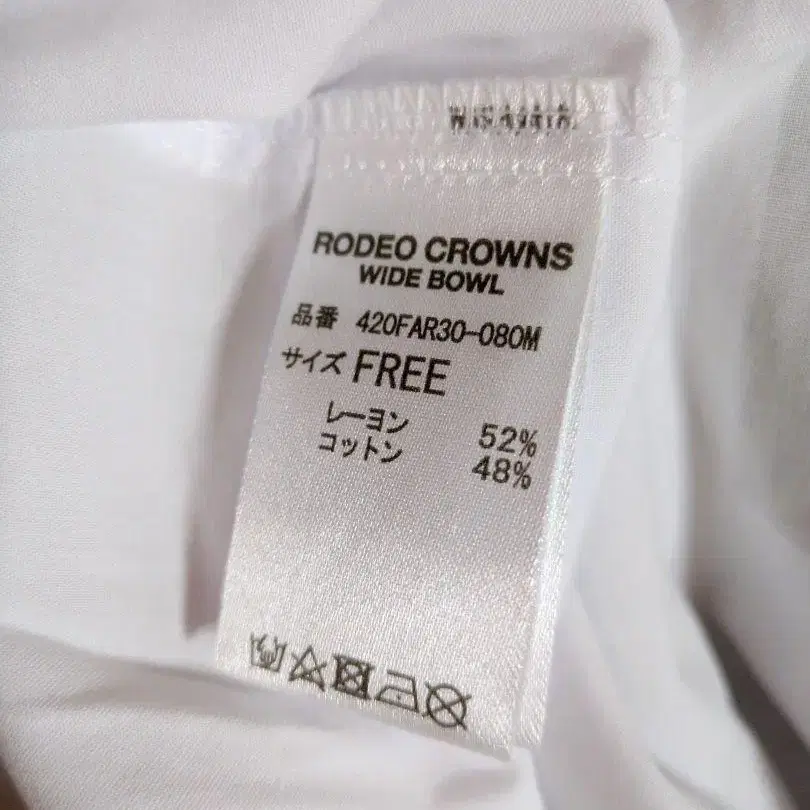 RODEO CROWNS
WIDE BOWL
品番 420FAR30-080M
サイズ FREE
レーヨン 52%
コットン 48%